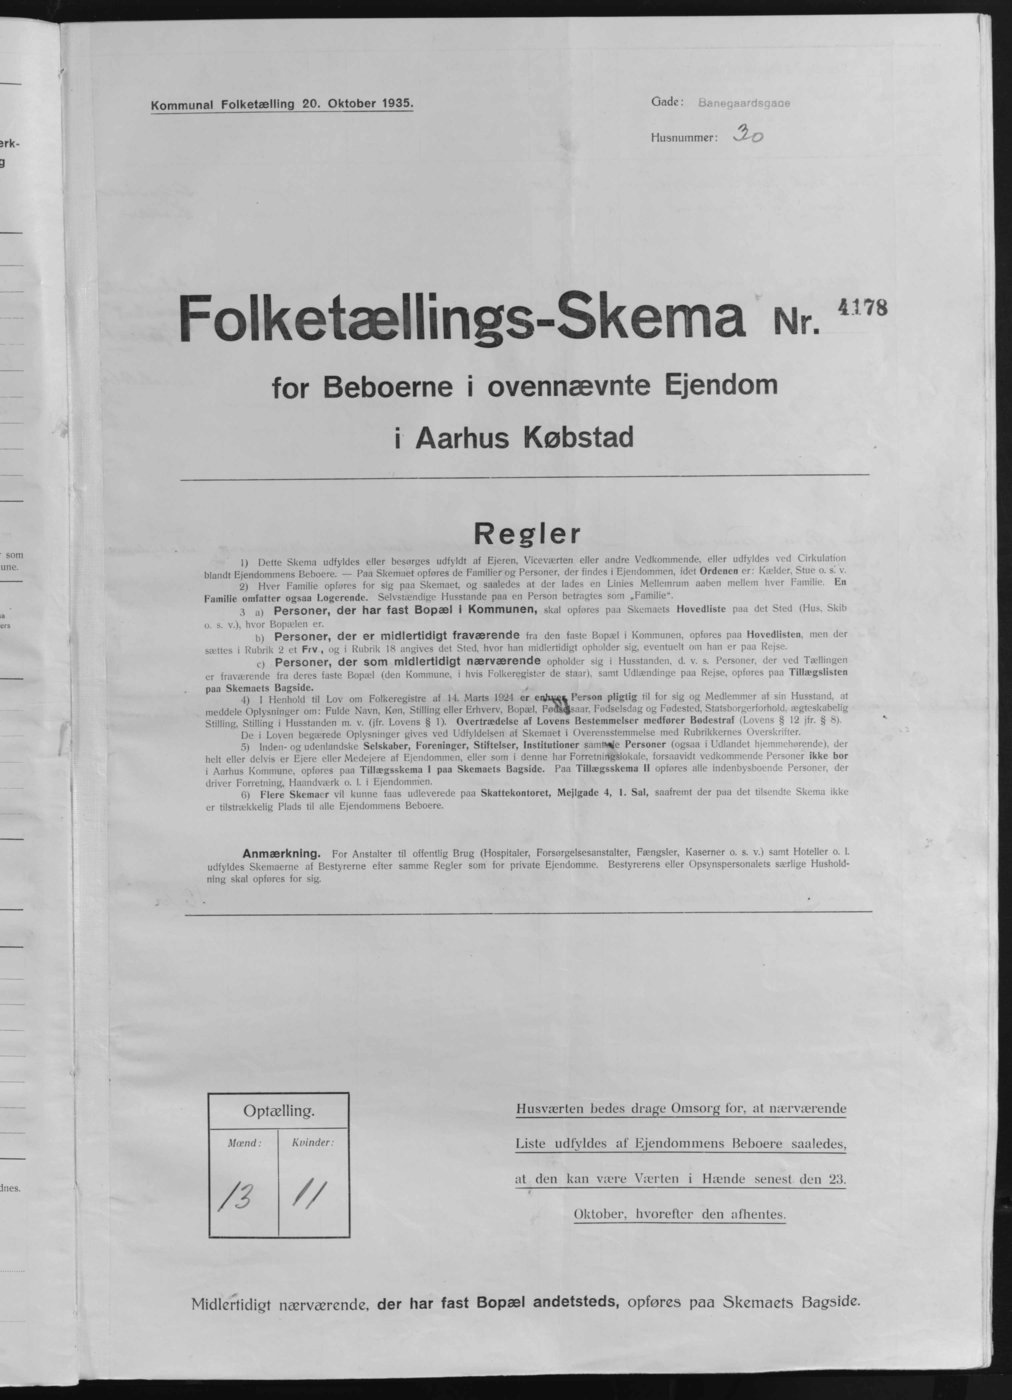 Kommunal Folketælling 20. Oktober 1935.
Gade: Banegaardsgade
Husnummer: 30
Folketællings-Skema Nr. 4178
for Beboerne i ovennævnte Ejendom
i Aarhus Købstad
Regler
1) Dette Skema udfyldes eller besørges udfyldt af Ejeren, Viceværten eller andre Vedkommende, eller udfyldes ved Cirkulation
blandt Ejendommens Beboere. — Paa Skemaet opføres de Familier og Personer, der findes i Ejendommen, idet Ordenen er: Kælder, Stue o. s. v.
2) Hver Familie opføres for sig paa Skemaet, og saaledes at der lades en Linies Mellemrum aaben mellem hver Familie. En
Familie omfatter ogsaa Logerende. Selvstændige Husstande paa en Person betragtes som „Familie“.
3 a) Personer, der har fast Bopæl i Kommunen, skal opføres paa Skemaets Hovedliste paa det Sted (Hus, Skib
o. s. v.), hvor Bopælen er.
b) Personer, der er midlertidigt fraværende fra den faste Bopæl i Kommunen, opføres paa Hovedlisten, men der
sættes i Rubrik 2 et Frv., og i Rubrik 18 angives det Sted, hvor han midlertidigt opholder sig, eventuelt om han er paa Rejse.
c) Personer, der som midlertidigt nærværende opholder sig i Husstanden, d. v. s. Personer, der ved Tællingen
er fraværende fra deres faste Bopæl (den Kommune, i hvis Folkeregister de staar), samt Udlændinge paa Rejse, opføres paa Tillægslisten
paa Skemaets Bagside.
4) I Henhold til Lov om Folkeregistre af 14. Marts 1924 er enhver Person pligtig til for sig og Medlemmer af sin Husstand, at
meddele Oplysninger om: Fulde Navn, Køn, Stilling eller Erhverv, Bopæl, Fødselsaar, Fødselsdag og Fødested, Statsborgerforhold, ægteskabelig
Stilling, Stilling i Husstanden m. v. (jfr. Lovens § 1). Overtrædelse af Lovens Bestemmelser medfører Bødestraf (Lovens § 12 jfr. § 8).
De i Loven begærede Oplysninger gives ved Udfyldelsen af Skemaet i Overensstemmelse med Rubrikkernes Overskrifter.
5) Inden- og udenlandske Selskaber, Foreninger, Stiftelser, Institutioner samt de Personer (ogsaa i Udlandet hjemmehørende), der
helt eller delvis er Ejere eller Medejere af Ejendommen, eller som i denne har Forretningslokale, forsaavidt vedkommende Personer ikke bor
i Aarhus Kommune, opføres paa Tillægsskema I paa Skemaets Bagside. Paa Tillægsskema II opføres alle indenbysboende Personer, der
driver Forretning, Haandværk o. l. i Ejendommen.
6) Flere Skemaer vil kunne faas udleverede paa Skattekontoret, Mejlgade 4, 1. Sal, saafremt der paa det tilsendte Skema ikke
er tilstrækkelig Plads til alle Ejendommens Beboere.
Anmærkning. For Anstalter til offentlig Brug (Hospitaler, Forsørgelsesanstalter, Fængsler, Kaserner o. s. v.) samt Hoteller o. l.
udfyldes Skemaerne af Bestyrerne efter samme Regler som for private Ejendomme. Bestyrerens eller Opsynspersonalets særlige Hushold-
ning skal opføres for sig.
Optælling.
Mænd: Kvinder:
13 11
Husværten bedes drage Omsorg for, at nærværende
Liste udfyldes af Ejendommens Beboere saaledes,
at den kan være Værten i Hænde senest den 23.
Oktober, hvorefter den afhentes.
Midlertidigt nærværende, der har fast Bopæl andetsteds, opføres paa Skemaets Bagside.